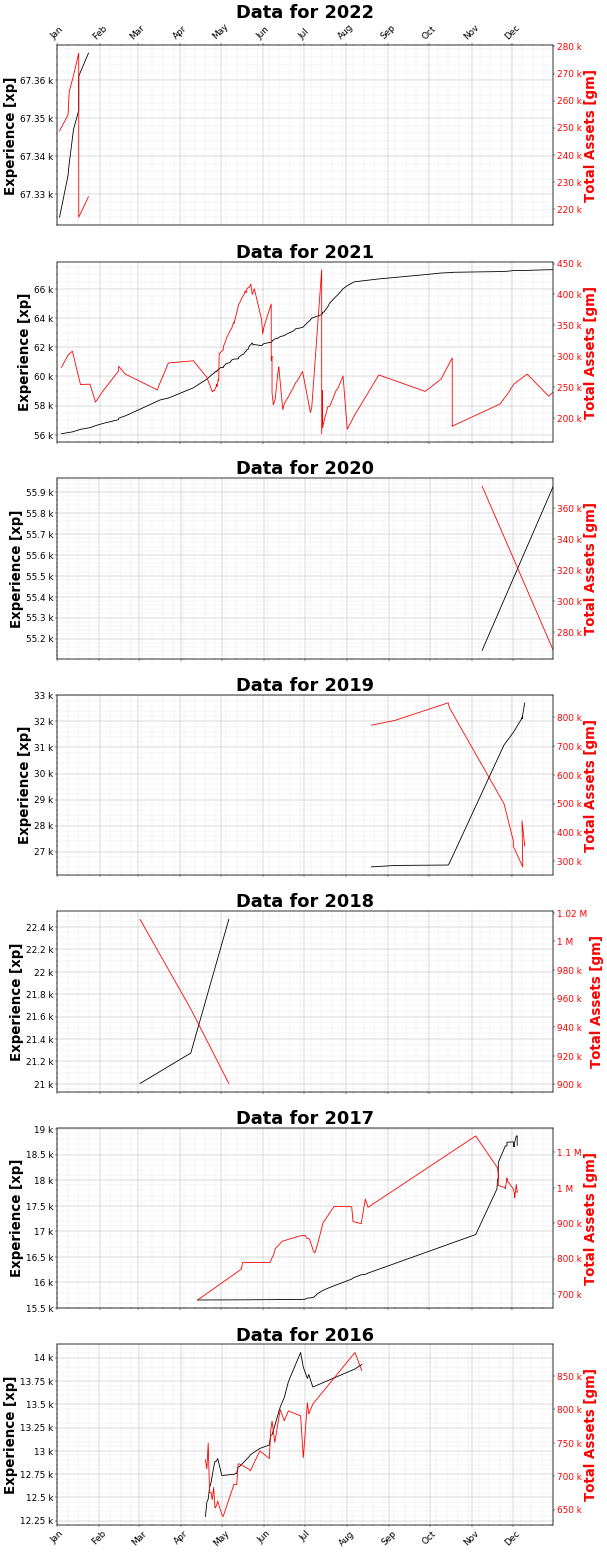 Data for 2022
Jan Feb Mar Apr May Jun Jul Aug Sep Oct Nov Dec
Experience [xp]
67.36 k
67.35 k
67.34 k
67.33 k
280 k
270 k
260 k
250 k
240 k
230 k
220 k
Total Assets [gm]
Data for 2021
Experience [xp]
66 k
64 k
62 k
60 k
58 k
56 k
450 k
400 k
350 k
300 k
250 k
200 k
Total Assets [gm]
Data for 2020
Experience [xp]
55.9 k
55.8 k
55.7 k
55.6 k
55.5 k
55.4 k
55.3 k
55.2 k
360 k
340 k
320 k
300 k
280 k
Total Assets [gm]
Data for 2019
Experience [xp]
33 k
32 k
31 k
30 k
29 k
28 k
27 k
800 k
700 k
600 k
500 k
400 k
300 k
Total Assets [gm]
Data for 2018
Experience [xp]
22.4 k
22.2 k
22 k
21.8 k
21.6 k
21.4 k
21.2 k
21 k
1.02 M
1 M
980 k
960 k
940 k
920 k
900 k
Total Assets [gm]
Data for 2017
Experience [xp]
19 k
18.5 k
18 k
17.5 k
17 k
16.5 k
16 k
15.5 k
1.1 M
1 M
900 k
800 k
700 k
Total Assets [gm]
Data for 2016
Experience [xp]
14 k
13.75 k
13.5 k
13.25 k
13 k
12.75 k
12.5 k
12.25 k
850 k
800 k
750 k
700 k
650 k
Total Assets [gm]
Jan Feb Mar Apr May Jun Jul Aug Sep Oct Nov Dec